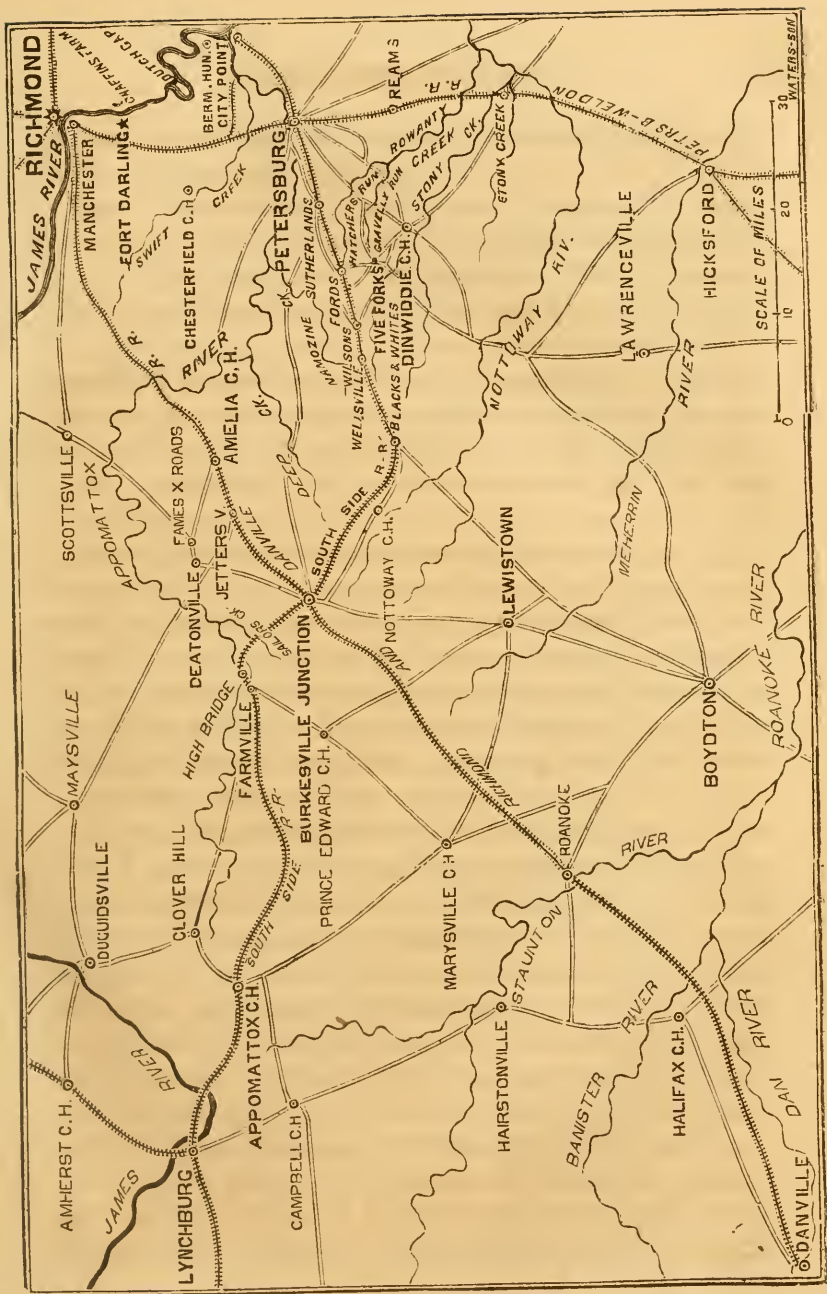 RICHMOND
JAMES RIVER
MANCHESTER
FORT DARLING
CHAFFINS FARM
DUTCH GAP
BERM. HUN.
CITY POINT
SWIFT CREEK
CHESTERFIELD C.H.
PETERSBURG
REAMS
R. R.
ROWANTY CREEK
STONY CK.
STONY CREEK
PETRSB-WELDON
HICKSFORD
SCALE OF MILES
0 10 20 30
WATERS-SON
LAWRENCEVILLE
NOTTOWAY RIV.
MEHERRIN RIVER
HATCHERS RUN
GRAVELLY RUN
FIVE FORKS
DINWIDDIE C.H.
SUTHERLANDS
FORDS
WILSONS
WELLSVILLE
BLACKS & WHITES
NAMOZINE CK.
DEEP CK.
RIVER
R. R.
AMELIA C.H.
SCOTTSVILLE
APPOMATTOX
FAMES X ROADS
JETTERSV.
DEATONVILLE
DANVILLE
SOUTH SIDE R-R-
NOTTOWAY C.H.
AND
SAILORS CK.
HIGH BRIDGE
FARMVILLE
BURKESVILLE JUNCTION
PRINCE EDWARD C.H.
LEWISTOWN
BOYDTON
ROANOKE RIVER
ROANOKE
MAYSVILLE
DUGUIDSVILLE
CLOVER HILL
SOUTH SIDE R-R-
RICHMOND
MARYSVILLE C H
ROANOKE
RIVER
STAUNTON
APPOMATTOX C.H.
AMHERST C.H.
JAMES RIVER
LYNCHBURG
CAMPBELL C.H
HAIRSTONVILLE
BANISTER RIVER
HALIFAX C.H.
DAN RIVER
DANVILLE